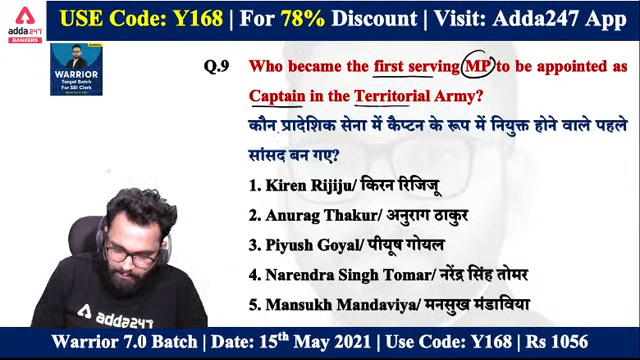 adda247
BANKERS
USE Code: Y168 | For 78% Discount | Visit: Adda247 App
WARRIOR
Target Batch
For SBI Clerk
Q.9 Who became the first serving MP to be appointed as
Captain in the Territorial Army?
कौन प्रादेशिक सेना में कैप्टन के रूप में नियुक्त होने वाले पहले
सांसद बन गए?
1. Kiren Rijiju/ किरन रिजिजू
2. Anurag Thakur/ अनुराग ठाकुर
3. Piyush Goyal/ पीयूष गोयल
4. Narendra Singh Tomar/ नरेंद्र सिंह तोमर
5. Mansukh Mandaviya/ मनसुख मंडाविया
adda247
Warrior 7.0 Batch | Date: 15th May 2021 | Use Code: Y168 | Rs 1056